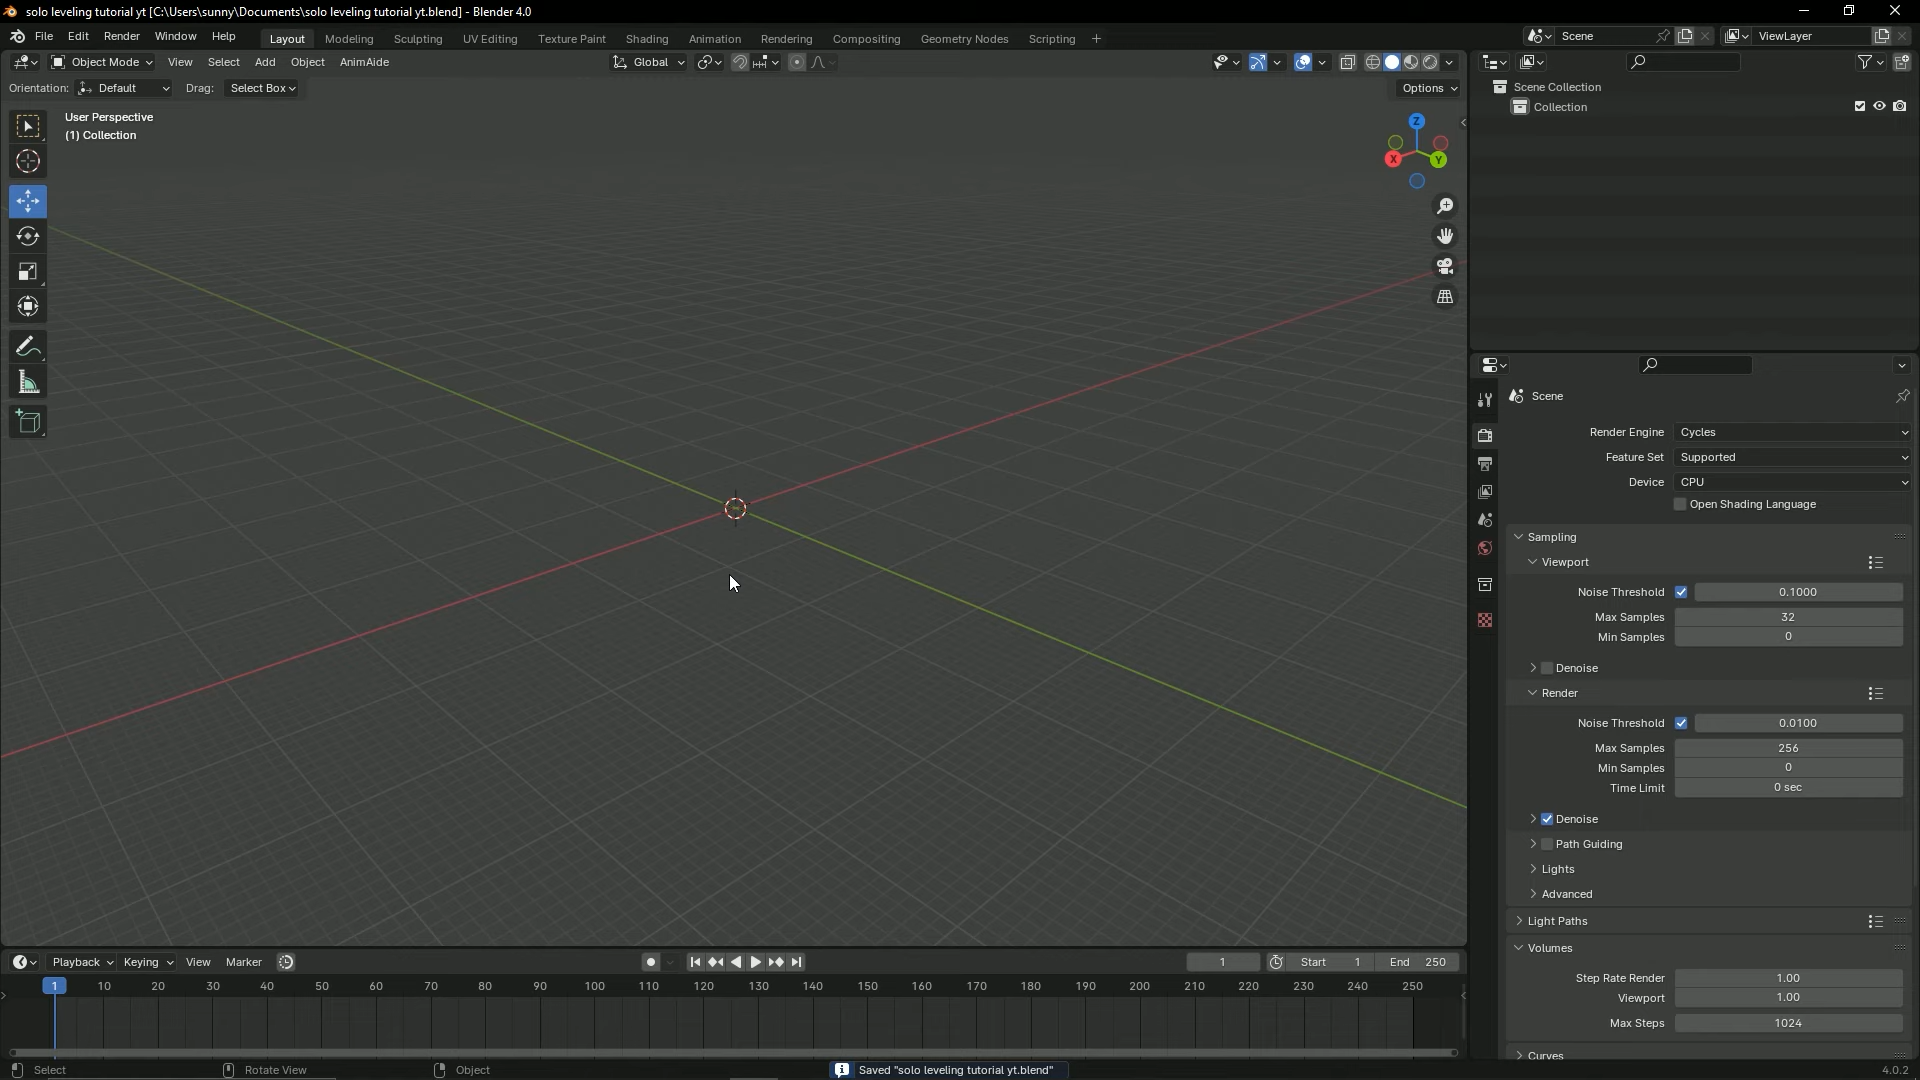 solo leveling tutorial yt [C:\Users\sunny\Documents\solo leveling tutorial yt.blend] - Blender 4.0
File Edit Render Window Help Layout Modeling Sculpting UV Editing Texture Paint Shading Animation Rendering Compositing Geometry Nodes Scripting + Scene ViewLayer
Object Mode View Select Add Object AnimAide Global
Orientation: Default Drag: Select Box Options
User Perspective
(1) Collection
Z
X
Y
Scene Collection
Collection
Scene
Render Engine Cycles
Feature Set Supported
Device CPU
Open Shading Language
Sampling
Viewport
Noise Threshold 0.1000
Max Samples 32
Min Samples 0
Denoise
Render
Noise Threshold 0.0100
Max Samples 256
Min Samples 0
Time Limit 0 sec
Denoise
Path Guiding
Lights
Advanced
Light Paths
Volumes
Step Rate Render 1.00
Viewport 1.00
Max Steps 1024
Curves
Playback Keying View Marker 1 Start 1 End 250
1 10 20 30 40 50 60 70 80 90 100 110 120 130 140 150 160 170 180 190 200 210 220 230 240 250
Select Rotate View Object Saved "solo leveling tutorial yt.blend" 4.0.2